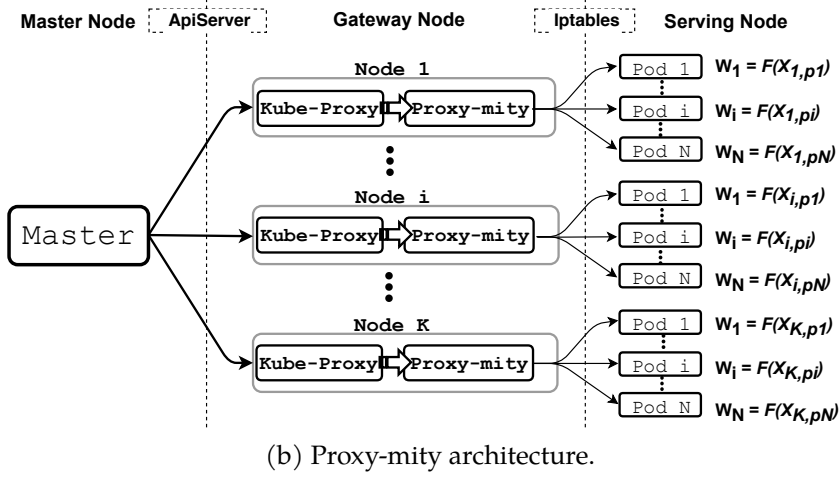 Master Node ApiServer Gateway Node Iptables Serving Node
Node 1
Kube-Proxy Proxy-mity
Pod 1 W1 = F(X1,p1)
Pod i Wi = F(X1,pi)
Pod N WN = F(X1,pN)
Master
Node i
Kube-Proxy Proxy-mity
Pod 1 W1 = F(Xi,p1)
Pod i Wi = F(Xi,pi)
Pod N WN = F(Xi,pN)
Node K
Kube-Proxy Proxy-mity
Pod 1 W1 = F(XK,p1)
Pod i Wi = F(XK,pi)
Pod N WN = F(XK,pN)
(b) Proxy-mity architecture.